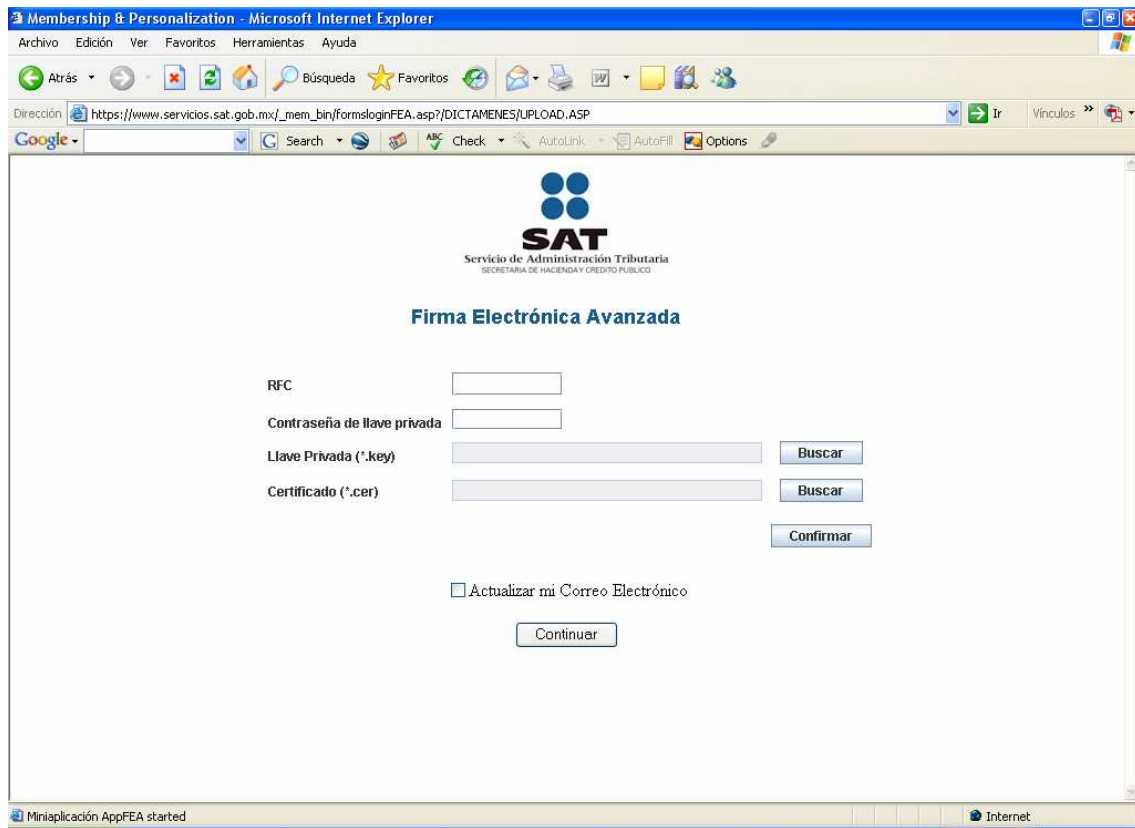 Membership & Personalization - Microsoft Internet Explorer
Archivo Edición Ver Favoritos Herramientas Ayuda
Atrás Búsqueda Favoritos
Dirección https://www.servicios.sat.gob.mx/_mem_bin/formsloginFEA.asp?/DICTAMENES/UPLOAD.ASP Ir Vínculos »
Google G Search ABC Check AutoLink AutoFill Options
SAT
Servicio de Administración Tributaria
SECRETARIA DE HACIENDA Y CREDITO PUBLICO
Firma Electrónica Avanzada
RFC
Contraseña de llave privada
Llave Privada (*.key) Buscar
Certificado (*.cer) Buscar
Confirmar
Actualizar mi Correo Electrónico
Continuar
Miniaplicación AppFEA started Internet